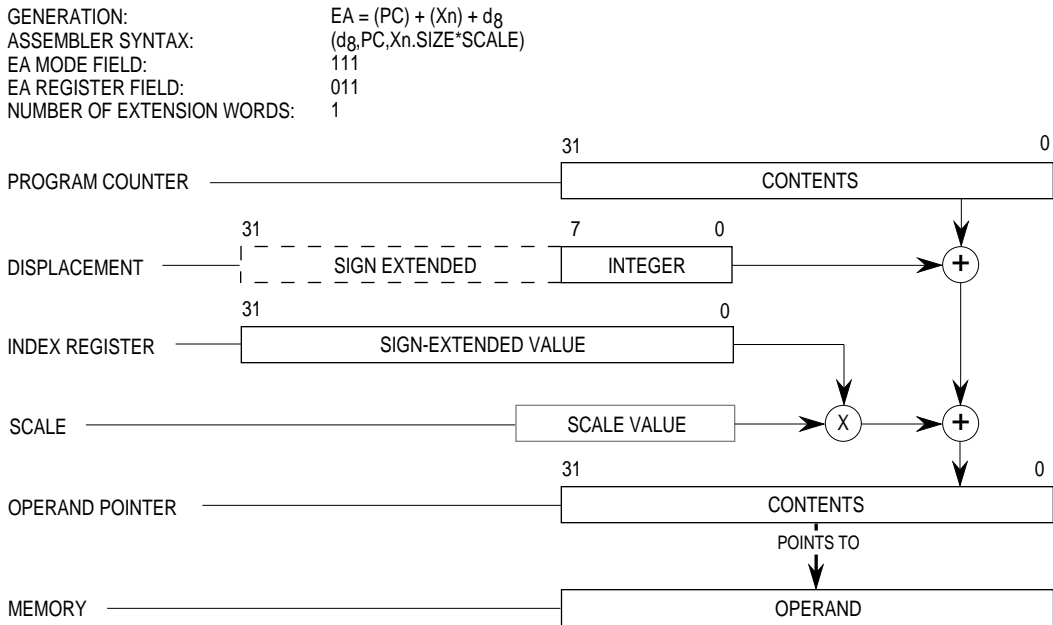 GENERATION: EA = (PC) + (Xn) + d8
ASSEMBLER SYNTAX: (d8,PC,Xn.SIZE*SCALE)
EA MODE FIELD: 111
EA REGISTER FIELD: 011
NUMBER OF EXTENSION WORDS: 1
31 0
PROGRAM COUNTER CONTENTS
31 7 0
DISPLACEMENT SIGN EXTENDED INTEGER +
31 0
INDEX REGISTER SIGN-EXTENDED VALUE
SCALE SCALE VALUE X +
31 0
OPERAND POINTER CONTENTS
POINTS TO
MEMORY OPERAND